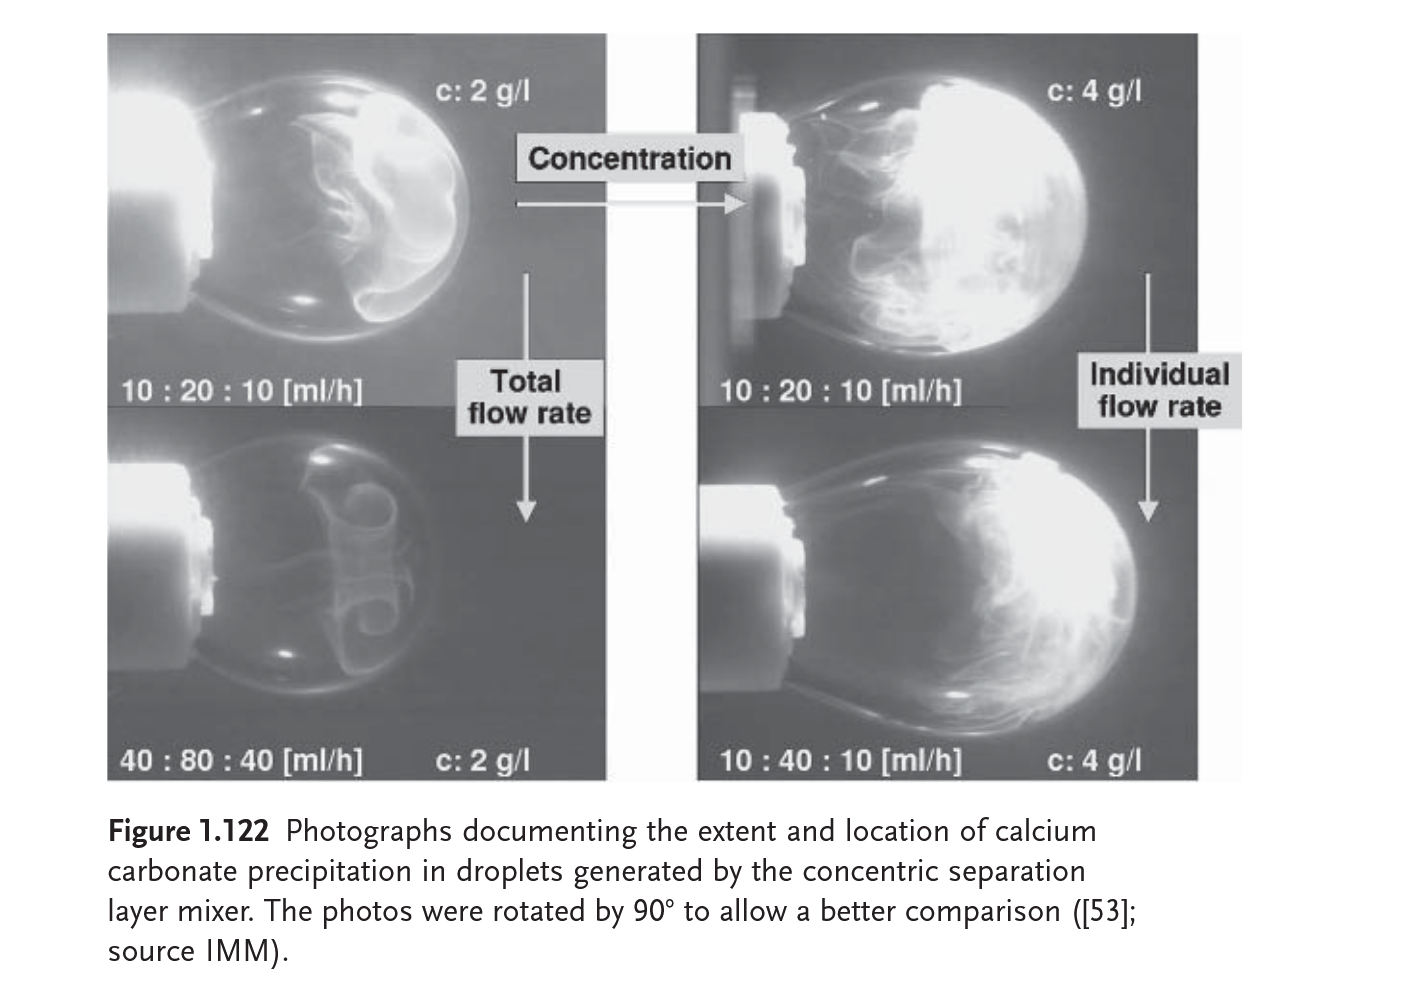 c: 2 g/l
c: 4 g/l
Concentration
10 : 20 : 10 [ml/h]
Total
flow rate
10 : 20 : 10 [ml/h]
Individual
flow rate
40 : 80 : 40 [ml/h]
c: 2 g/l
10 : 40 : 10 [ml/h]
c: 4 g/l
Figure 1.122 Photographs documenting the extent and location of calcium
carbonate precipitation in droplets generated by the concentric separation
layer mixer. The photos were rotated by 90° to allow a better comparison ([53];
source IMM).